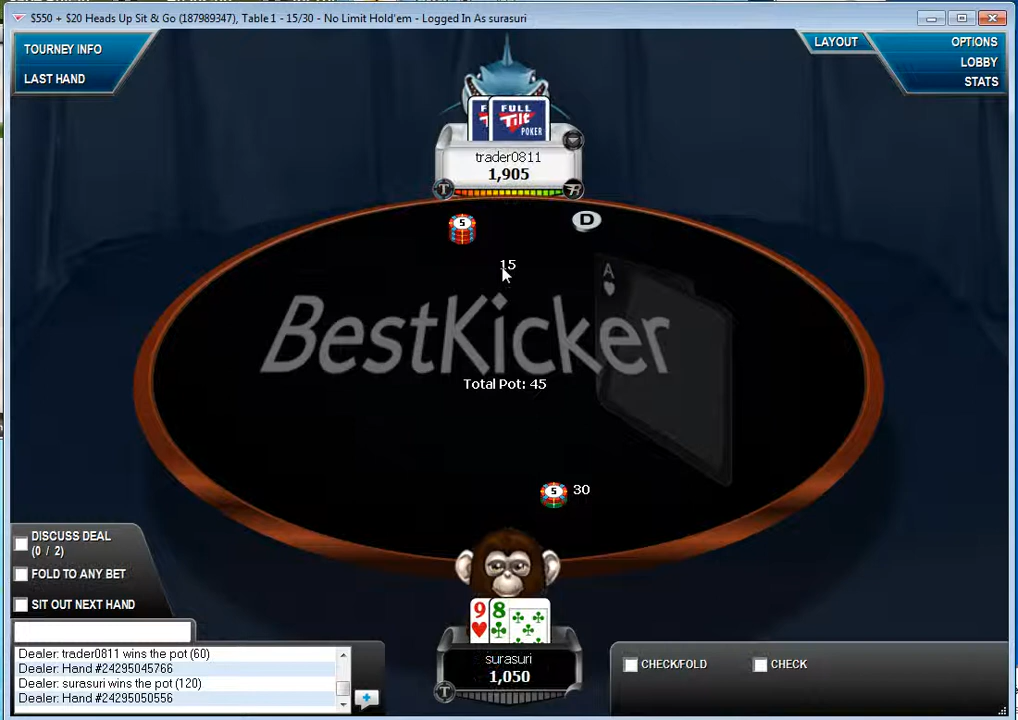 $550 + $20 Heads Up Sit & Go (187989347), Table 1 - 15/30 - No Limit Hold'em - Logged In As surasuri
TOURNEY INFO
LAST HAND
LAYOUT
OPTIONS
LOBBY
STATS
FULL
Tilt
POKER
trader0811
1,905
T
5
D
15
A
BestKicker
Total Pot: 45
5
30
DISCUSS DEAL
(0 / 2)
FOLD TO ANY BET
SIT OUT NEXT HAND
9
8
surasuri
1,050
T
Dealer: trader0811 wins the pot (60)
Dealer: Hand #24295045766
Dealer: surasuri wins the pot (120)
Dealer: Hand #24295050556
CHECK/FOLD
CHECK